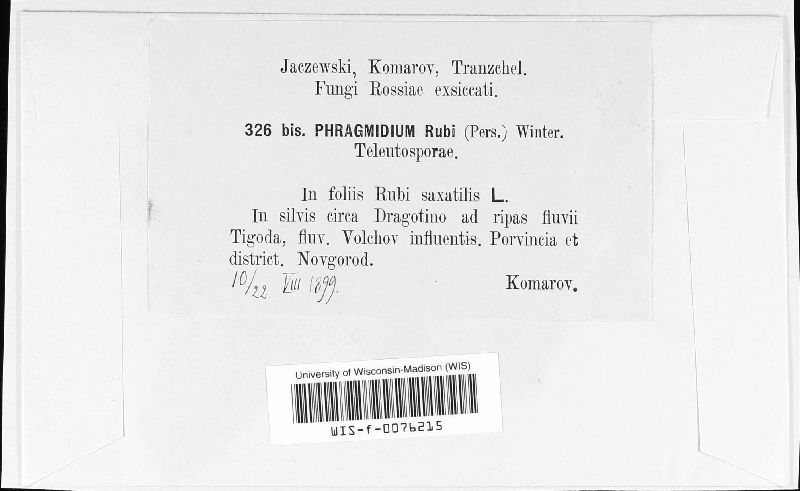 Jaczewski, Komarov, Tranzchel.
Fungi Rossiae exsiccati.
326 bis. PHRAGMIDIUM Rubi (Pers.) Winter.
Teleutosporae.
In foliis Rubi saxatilis L.
In silvis circa Dragotino ad ripas fluvii
Tigoda, fluv. Volchov influentis. Porvincia et
district. Novgorod.
10/22 VIII 1899.
Komarov.
University of Wisconsin-Madison (WIS)
WIS-f-0076215